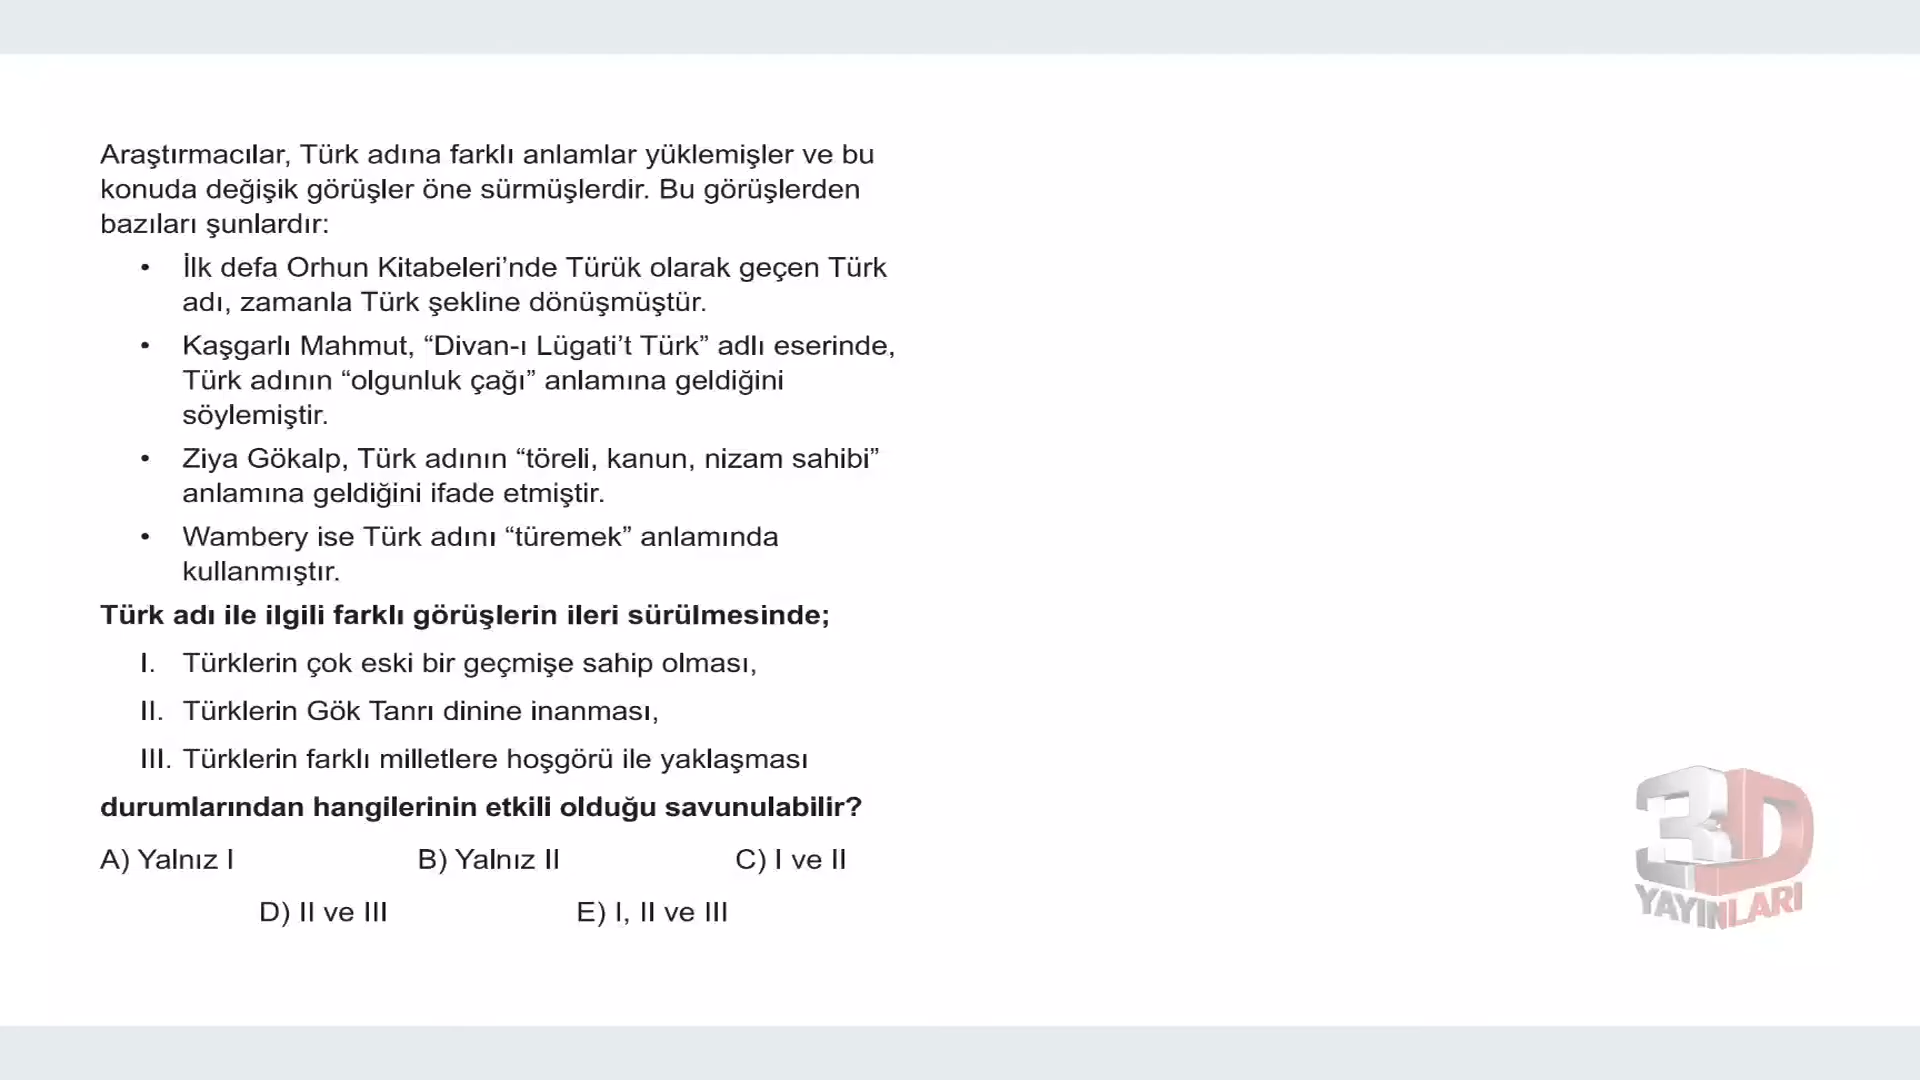 Araştırmacılar, Türk adına farklı anlamlar yüklemişler ve bu
konuda değişik görüşler öne sürmüşlerdir. Bu görüşlerden
bazıları şunlardır:
• İlk defa Orhun Kitabeleri’nde Türük olarak geçen Türk
adı, zamanla Türk şekline dönüşmüştür.
• Kaşgarlı Mahmut, “Divan-ı Lügati’t Türk” adlı eserinde,
Türk adının “olgunluk çağı” anlamına geldiğini
söylemiştir.
• Ziya Gökalp, Türk adının “töreli, kanun, nizam sahibi”
anlamına geldiğini ifade etmiştir.
• Wambery ise Türk adını “türemek” anlamında
kullanmıştır.
Türk adı ile ilgili farklı görüşlerin ileri sürülmesinde;
I. Türklerin çok eski bir geçmişe sahip olması,
II. Türklerin Gök Tanrı dinine inanması,
III. Türklerin farklı milletlere hoşgörü ile yaklaşması
durumlarından hangilerinin etkili olduğu savunulabilir?
A) Yalnız I B) Yalnız II C) I ve II
D) II ve III E) I, II ve III
3D
YAYINLARI